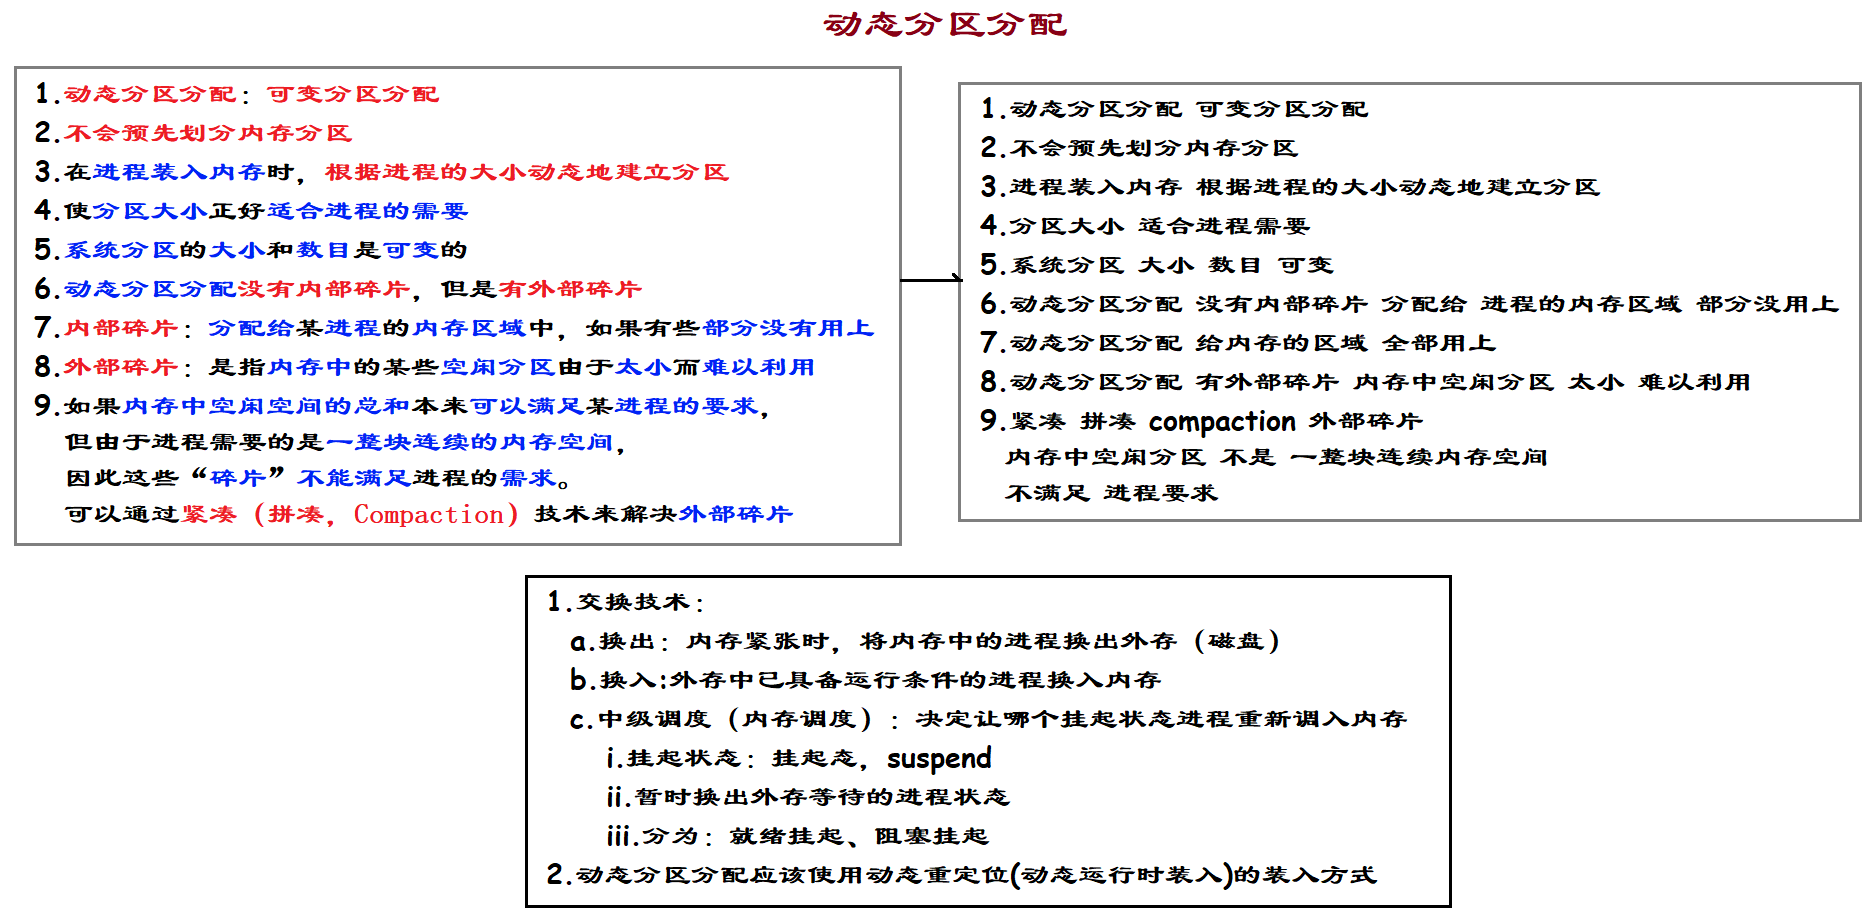 动态分区分配
1.动态分区分配：可变分区分配
2.不会预先划分内存分区
3.在进程装入内存时，根据进程的大小动态地建立分区
4.使分区大小正好适合进程的需要
5.系统分区的大小和数目是可变的
6.动态分区分配没有内部碎片，但是有外部碎片
7.内部碎片：分配给某进程的内存区域中，如果有些部分没有用上
8.外部碎片：是指内存中的某些空闲分区由于太小而难以利用
9.如果内存中空闲空间的总和本来可以满足某进程的要求，
但由于进程需要的是一整块连续的内存空间，
因此这些“碎片”不能满足进程的需求。
可以通过紧凑（拼凑，Compaction）技术来解决外部碎片
1.动态分区分配 可变分区分配
2.不会预先划分内存分区
3.进程装入内存 根据进程的大小动态地建立分区
4.分区大小 适合进程需要
5.系统分区 大小 数目 可变
6.动态分区分配 没有内部碎片 分配给 进程的内存区域 部分没用上
7.动态分区分配 给内存的区域 全部用上
8.动态分区分配 有外部碎片 内存中空闲分区 太小 难以利用
9.紧凑 拼凑 compaction 外部碎片
内存中空闲分区 不是 一整块连续内存空间
不满足 进程要求
1.交换技术：
a.换出：内存紧张时，将内存中的进程换出外存（磁盘）
b.换入:外存中已具备运行条件的进程换入内存
c.中级调度（内存调度）：决定让哪个挂起状态进程重新调入内存
i.挂起状态：挂起态，suspend
ii.暂时换出外存等待的进程状态
iii.分为：就绪挂起、阻塞挂起
2.动态分区分配应该使用动态重定位(动态运行时装入)的装入方式